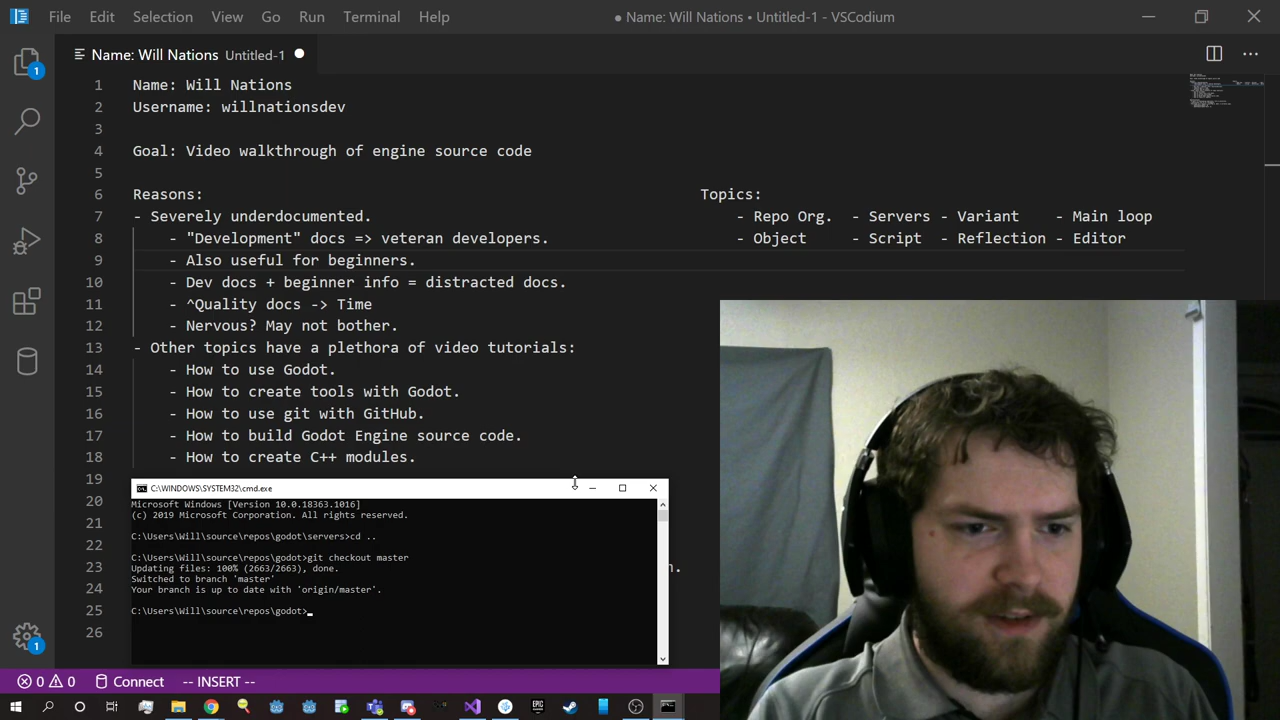 File Edit Selection View Go Run Terminal Help
● Name: Will Nations • Untitled-1 - VSCodium
1
Name: Will Nations Untitled-1
1 Name: Will Nations
2 Username: willnationsdev
3
4 Goal: Video walkthrough of engine source code
5
6 Reasons: Topics:
7 - Severely underdocumented. - Repo Org. - Servers - Variant - Main loop
8 - "Development" docs => veteran developers. - Object - Script - Reflection - Editor
9 - Also useful for beginners.
10 - Dev docs + beginner info = distracted docs.
11 - ^Quality docs -> Time
12 - Nervous? May not bother.
13 - Other topics have a plethora of video tutorials:
14 - How to use Godot.
15 - How to create tools with Godot.
16 - How to use git with GitHub.
17 - How to build Godot Engine source code.
18 - How to create C++ modules.
19
20
21
22
23 n.
24
25
26
C:\WINDOWS\SYSTEM32\cmd.exe
Microsoft Windows [Version 10.0.18363.1016]
(c) 2019 Microsoft Corporation. All rights reserved.
C:\Users\Will\source\repos\godot\servers>cd ..
C:\Users\Will\source\repos\godot>git checkout master
Updating files: 100% (2663/2663), done.
Switched to branch 'master'
Your branch is up to date with 'origin/master'.
C:\Users\Will\source\repos\godot>_
1
0 0 Connect -- INSERT --
EPIC